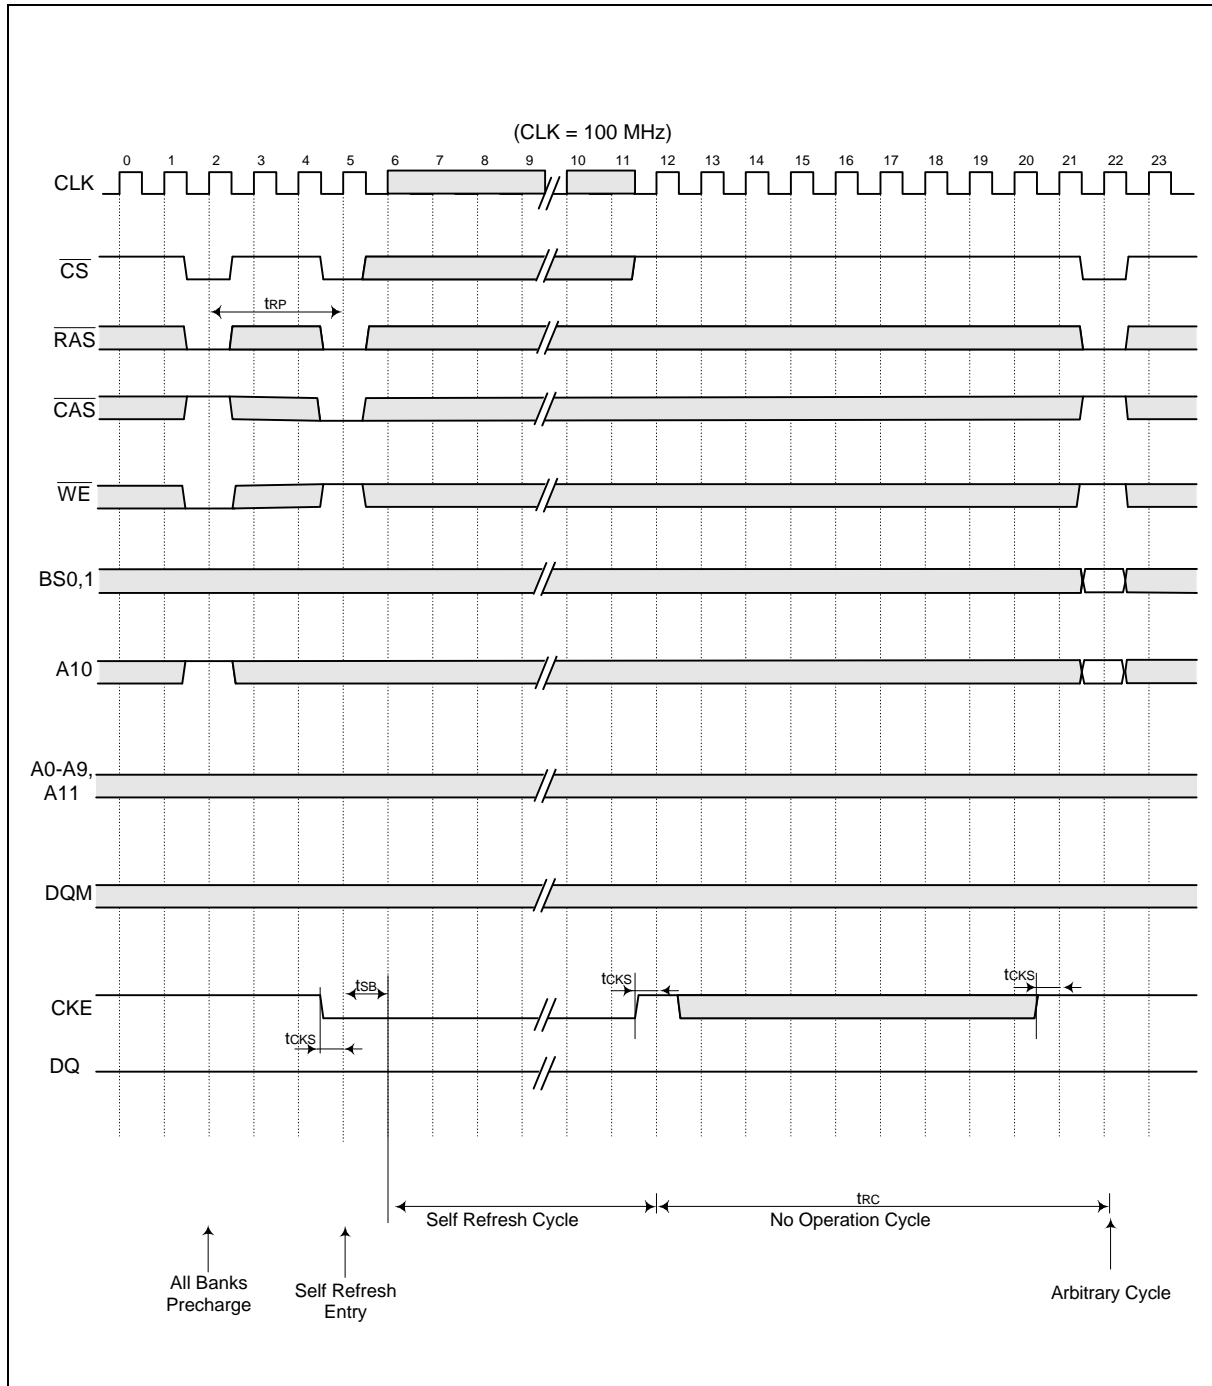 (CLK = 100 MHz)
0 1 2 3 4 5 6 7 8 9 10 11 12 13 14 15 16 17 18 19 20 21 22 23
CLK
CS
tRP
RAS
CAS
WE
BS0,1
A10
A0-A9,
A11
DQM
tSB
tCKS
tCKS
CKE
tCKS
DQ
tRC
Self Refresh Cycle
No Operation Cycle
All Banks
Precharge
Self Refresh
Entry
Arbitrary Cycle